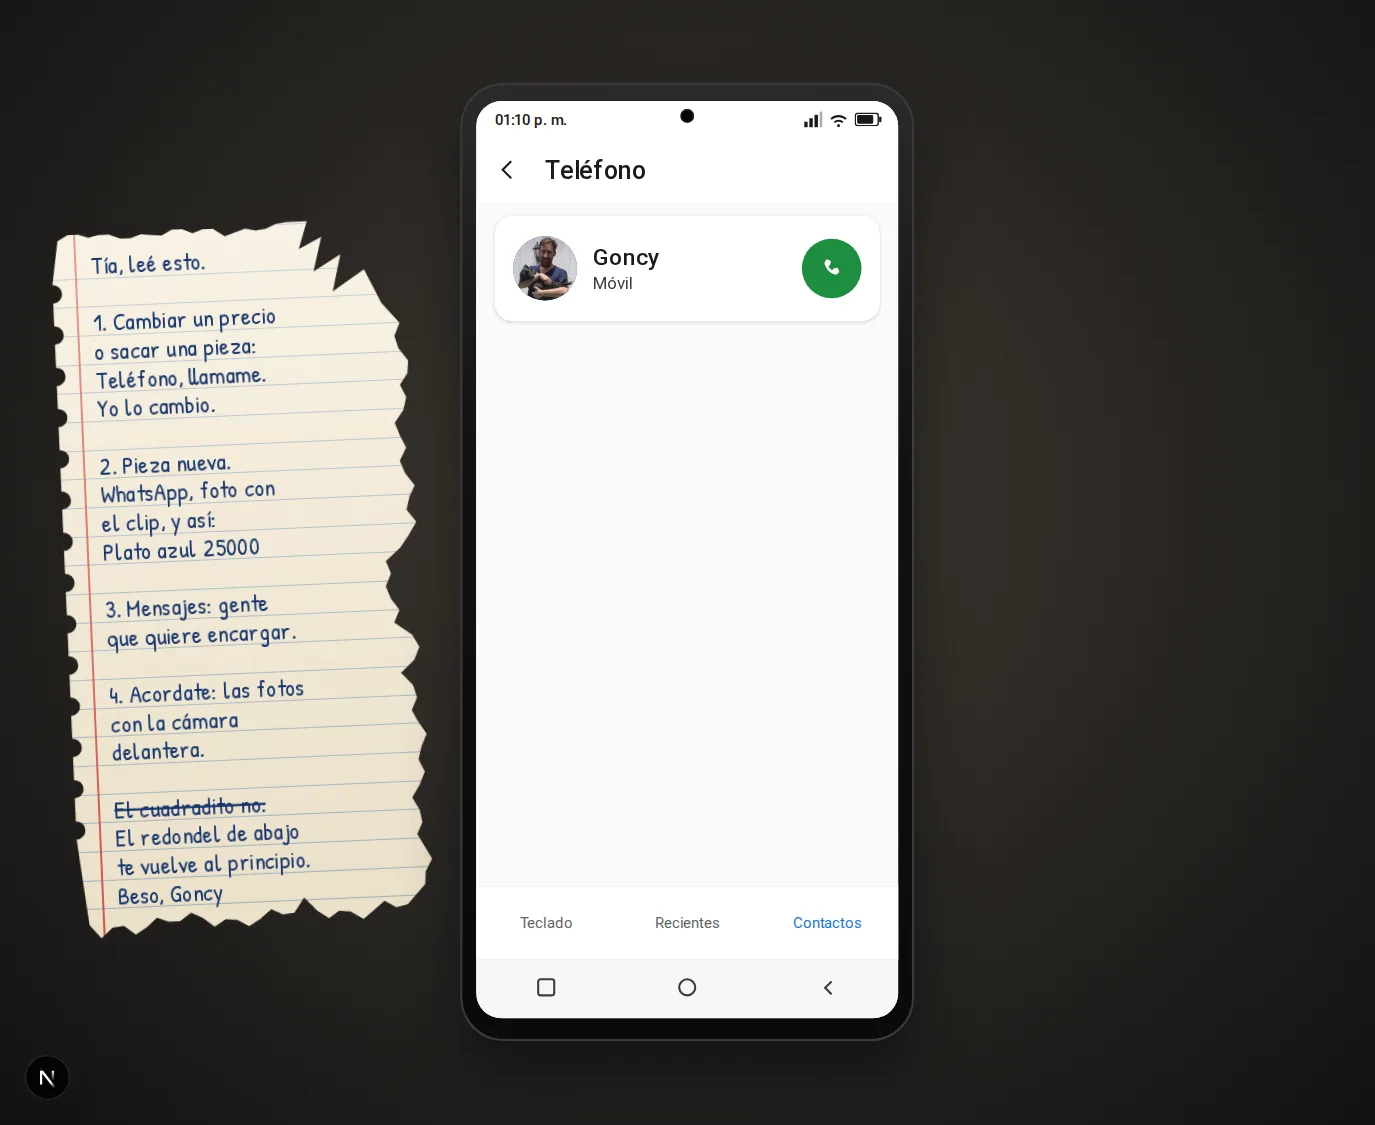 Tía, leé esto.
1. Cambiar un precio
o sacar una pieza:
Teléfono, llamame.
Yo lo cambio.
2. Pieza nueva.
WhatsApp, foto con
el clip, y así:
Plato azul 25000
3. Mensajes: gente
que quiere encargar.
4. Acordate: las fotos
con la cámara
delantera.
El cuadradito no:
El redondel de abajo
te vuelve al principio.
Beso, Goncy
01:10 p. m.
Teléfono
Goncy
Móvil
Teclado Recientes Contactos
N